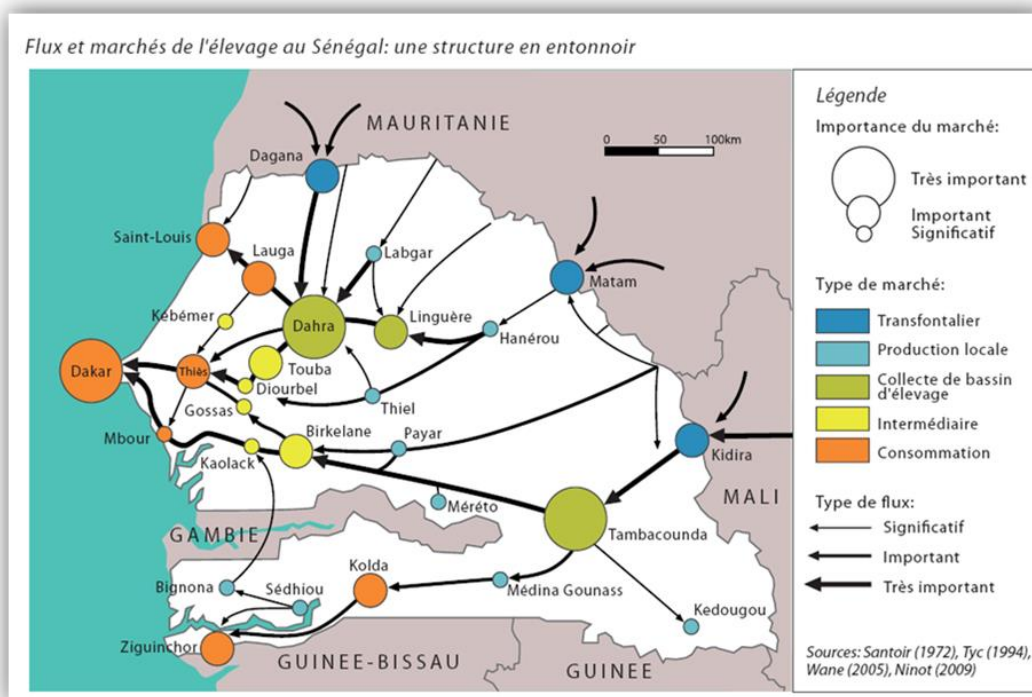 Flux et marchés de l'élevage au Sénégal: une structure en entonnoir
MAURITANIE
0 50 100km
Dagana
Saint-Louis
Lauga
Labgar
Matam
Kébémer
Dahra
Linguère
Hanérou
Dakar
Thiès
Touba
Diourbel
Thiel
Gossas
Mbour
Birkelane
Payar
Kaolack
Kidira
MALI
Méréto
GAMBIE
Tambacounda
Kolda
Bignona
Sédhiou
Médina Gounass
Kedougou
Ziguinchor
GUINEE-BISSAU
GUINEE
Légende
Importance du marché:
Très important
Important
Significatif
Type de marché:
Transfontalier
Production locale
Collecte de bassin
d'élevage
Intermédiaire
Consommation
Type de flux:
Significatif
Important
Très important
Sources: Santoir (1972), Tyc (1994),
Wane (2005), Ninot (2009)